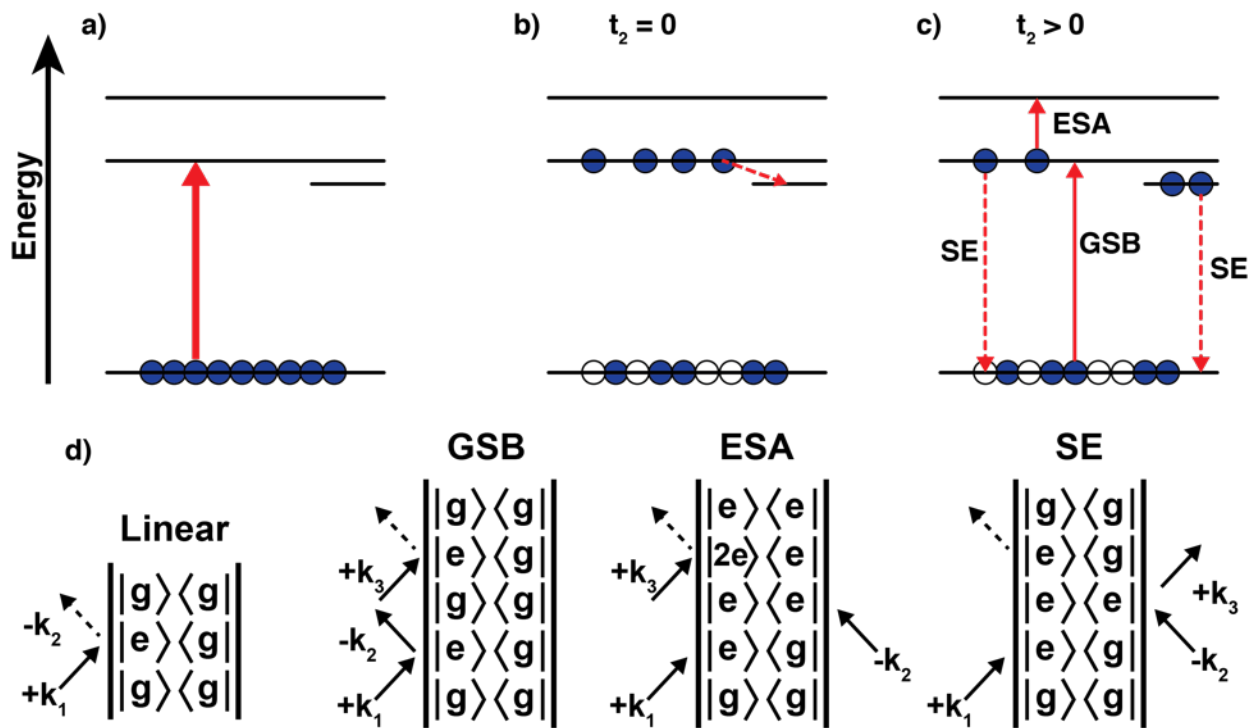 a)
b)
t₂ = 0
c)
t₂ > 0
Energy
ESA
SE
GSB
SE
d)
Linear
|g⟩⟨g|
-k₂
|e⟩⟨g|
+k₁
|g⟩⟨g|
GSB
|g⟩⟨g|
|e⟩⟨g|
+k₃
|g⟩⟨g|
-k₂
|e⟩⟨g|
+k₁
|g⟩⟨g|
ESA
|e⟩⟨e|
|2e⟩⟨e|
+k₃
|e⟩⟨e|
|e⟩⟨g|
-k₂
+k₁
|g⟩⟨g|
SE
|g⟩⟨g|
|e⟩⟨g|
+k₃
|e⟩⟨e|
-k₂
|e⟩⟨g|
+k₁
|g⟩⟨g|